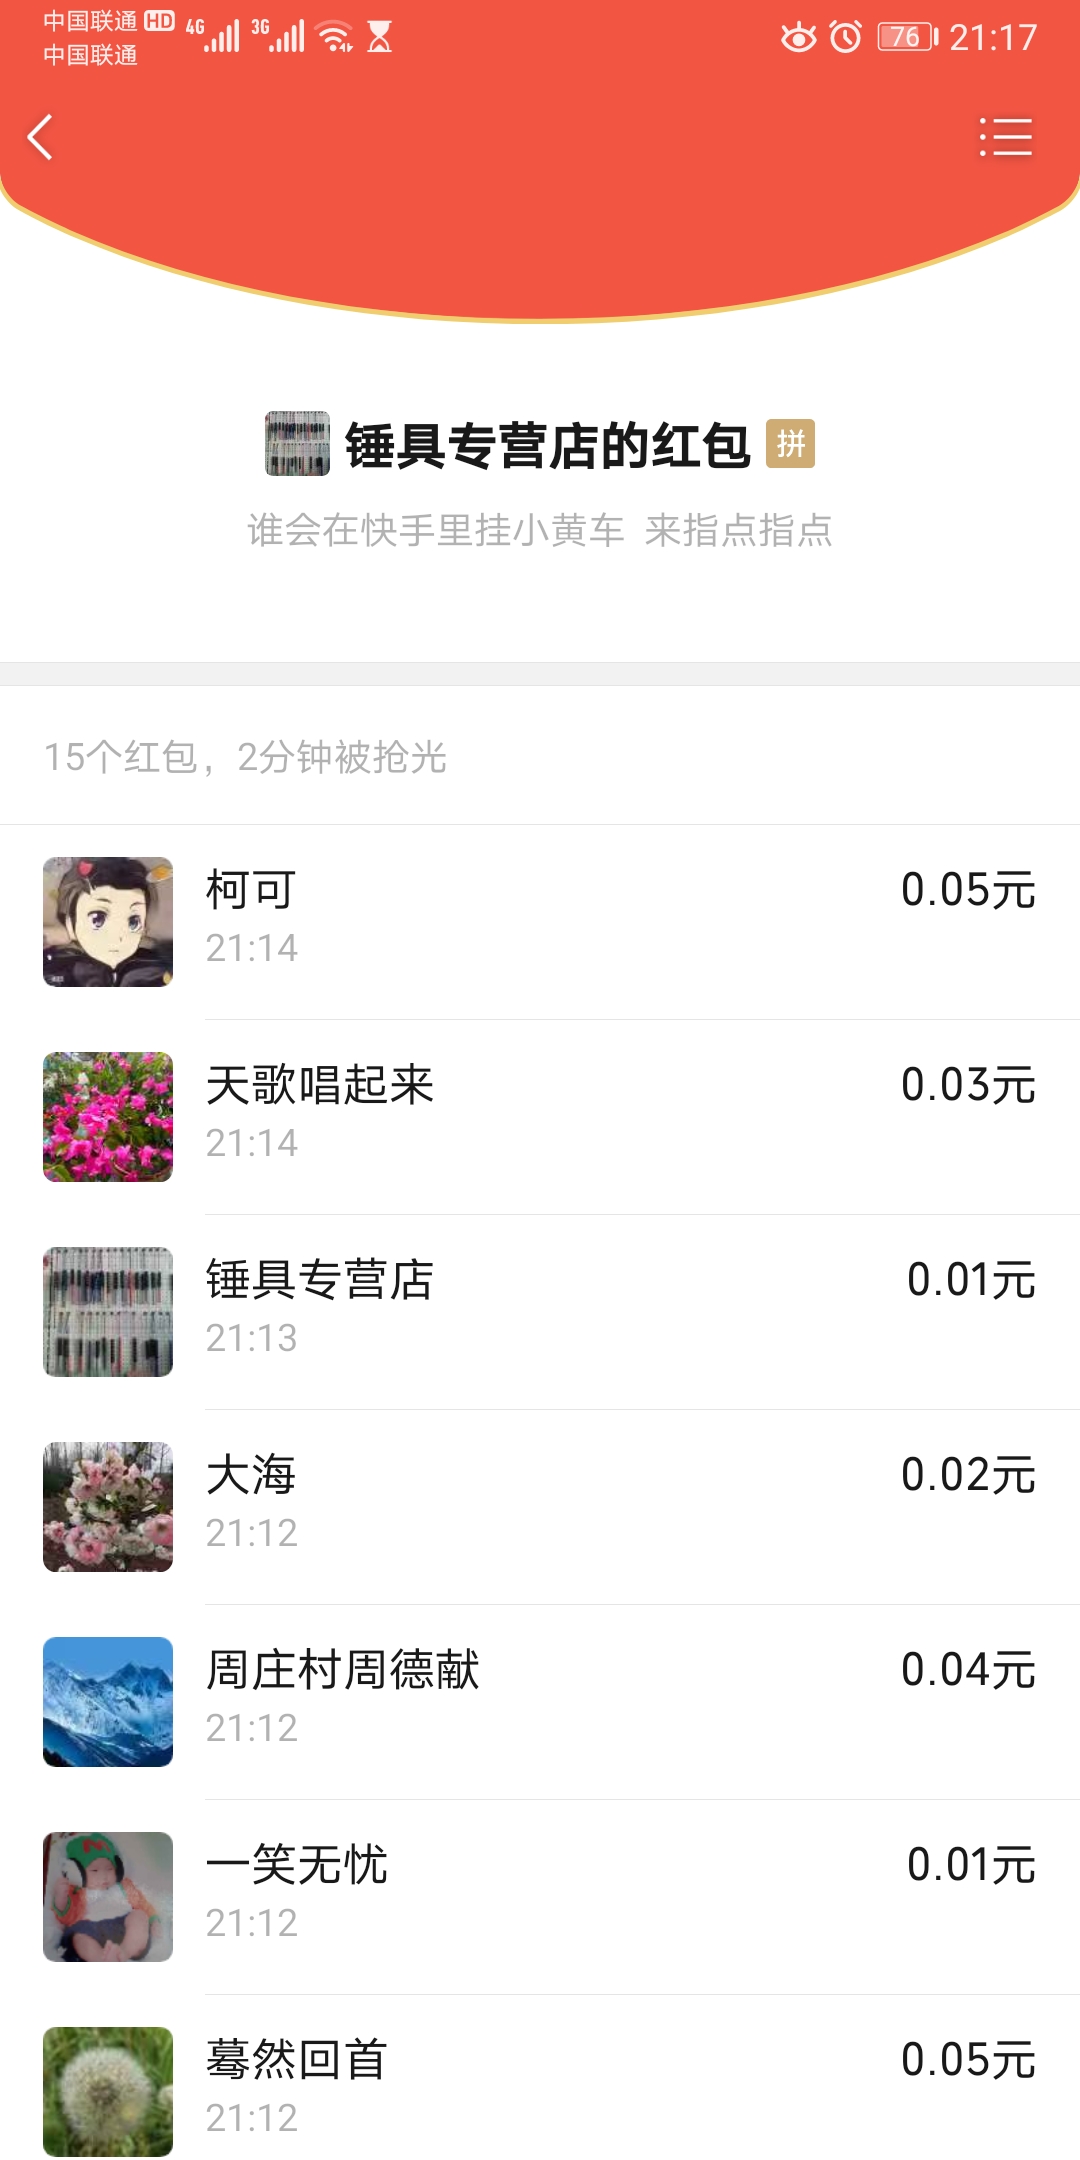 中国联通 HD 4G 3G 76 21:17
中国联通
锤具专营店的红包 拼
谁会在快手里挂小黄车 来指点指点
15个红包，2分钟被抢光
柯可 0.05元
21:14
天歌唱起来 0.03元
21:14
锤具专营店 0.01元
21:13
大海 0.02元
21:12
周庄村周德献 0.04元
21:12
一笑无忧 0.01元
21:12
蓦然回首 0.05元
21:12